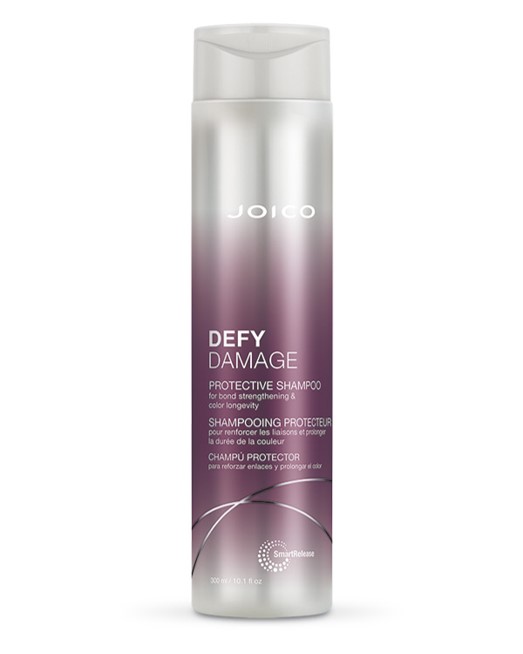 JOICO
DEFY
DAMAGE
PROTECTIVE SHAMPOO
for bond strengthening &
color longevity
SHAMPOOING PROTECTEUR
pour renforcer les liaisons et prolonger
la durée de la couleur
CHAMPÚ PROTECTOR
para reforzar enlaces y prolongar el color
SmartRelease
300 ml / 10.1 fl oz